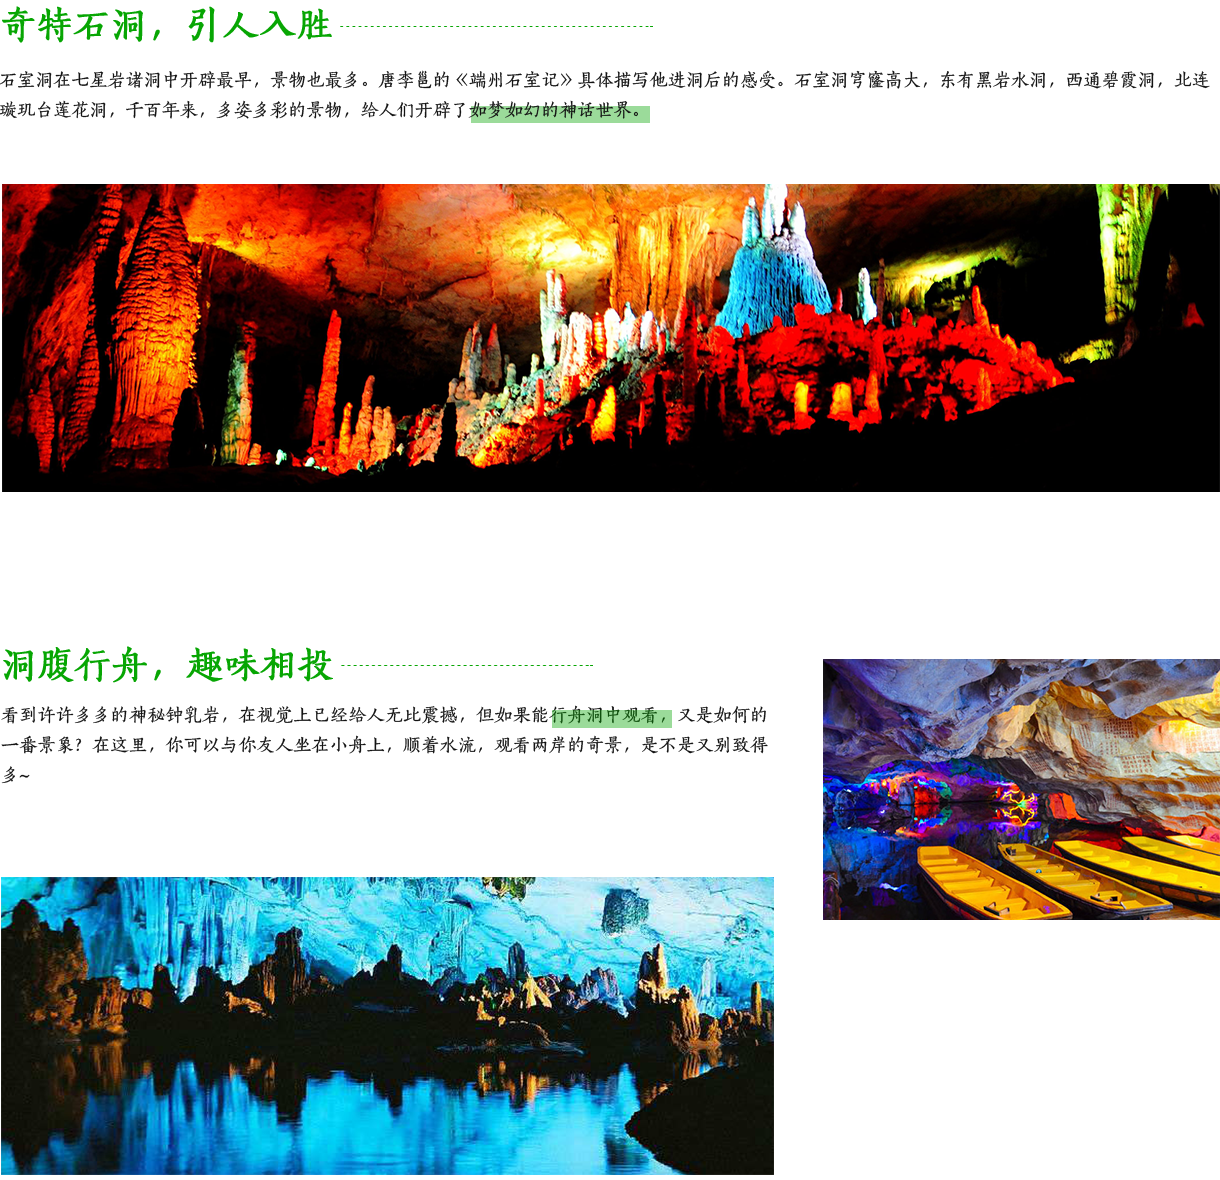 奇特石洞，引人入胜
石室洞在七星岩诸洞中开辟最早，景物也最多。唐李邕的《端州石室记》具体描写他进洞后的感受。石室洞穹窿高大，东有黑岩水洞，西通碧霞洞，北连
璇玑台莲花洞，千百年来，多姿多彩的景物，给人们开辟了如梦如幻的神话世界。
洞腹行舟，趣味相投
看到许许多多的神秘钟乳岩，在视觉上已经给人无比震撼，但如果能行舟洞中观看，又是如何的
一番景象？在这里，你可以与你友人坐在小舟上，顺着水流，观看两岸的奇景，是不是又别致得
多~